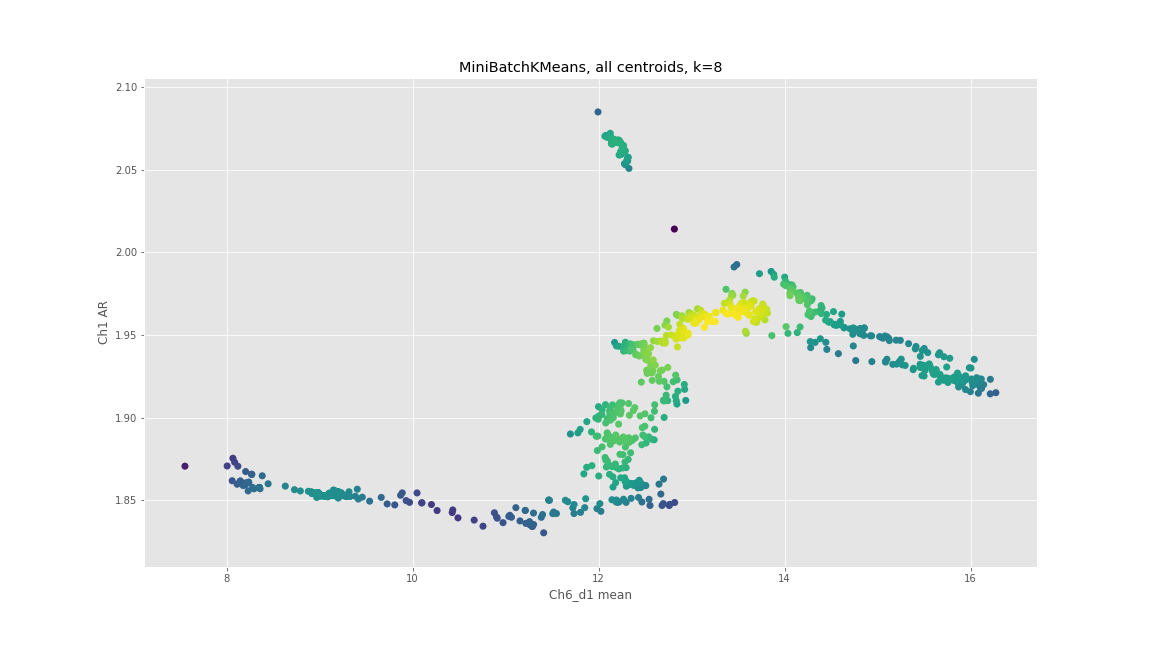 MiniBatchKMeans, all centroids, k=8
2.10
2.05
2.00
1.95
1.90
1.85
Ch1 AR
8 10 12 14 16
Ch6_d1 mean